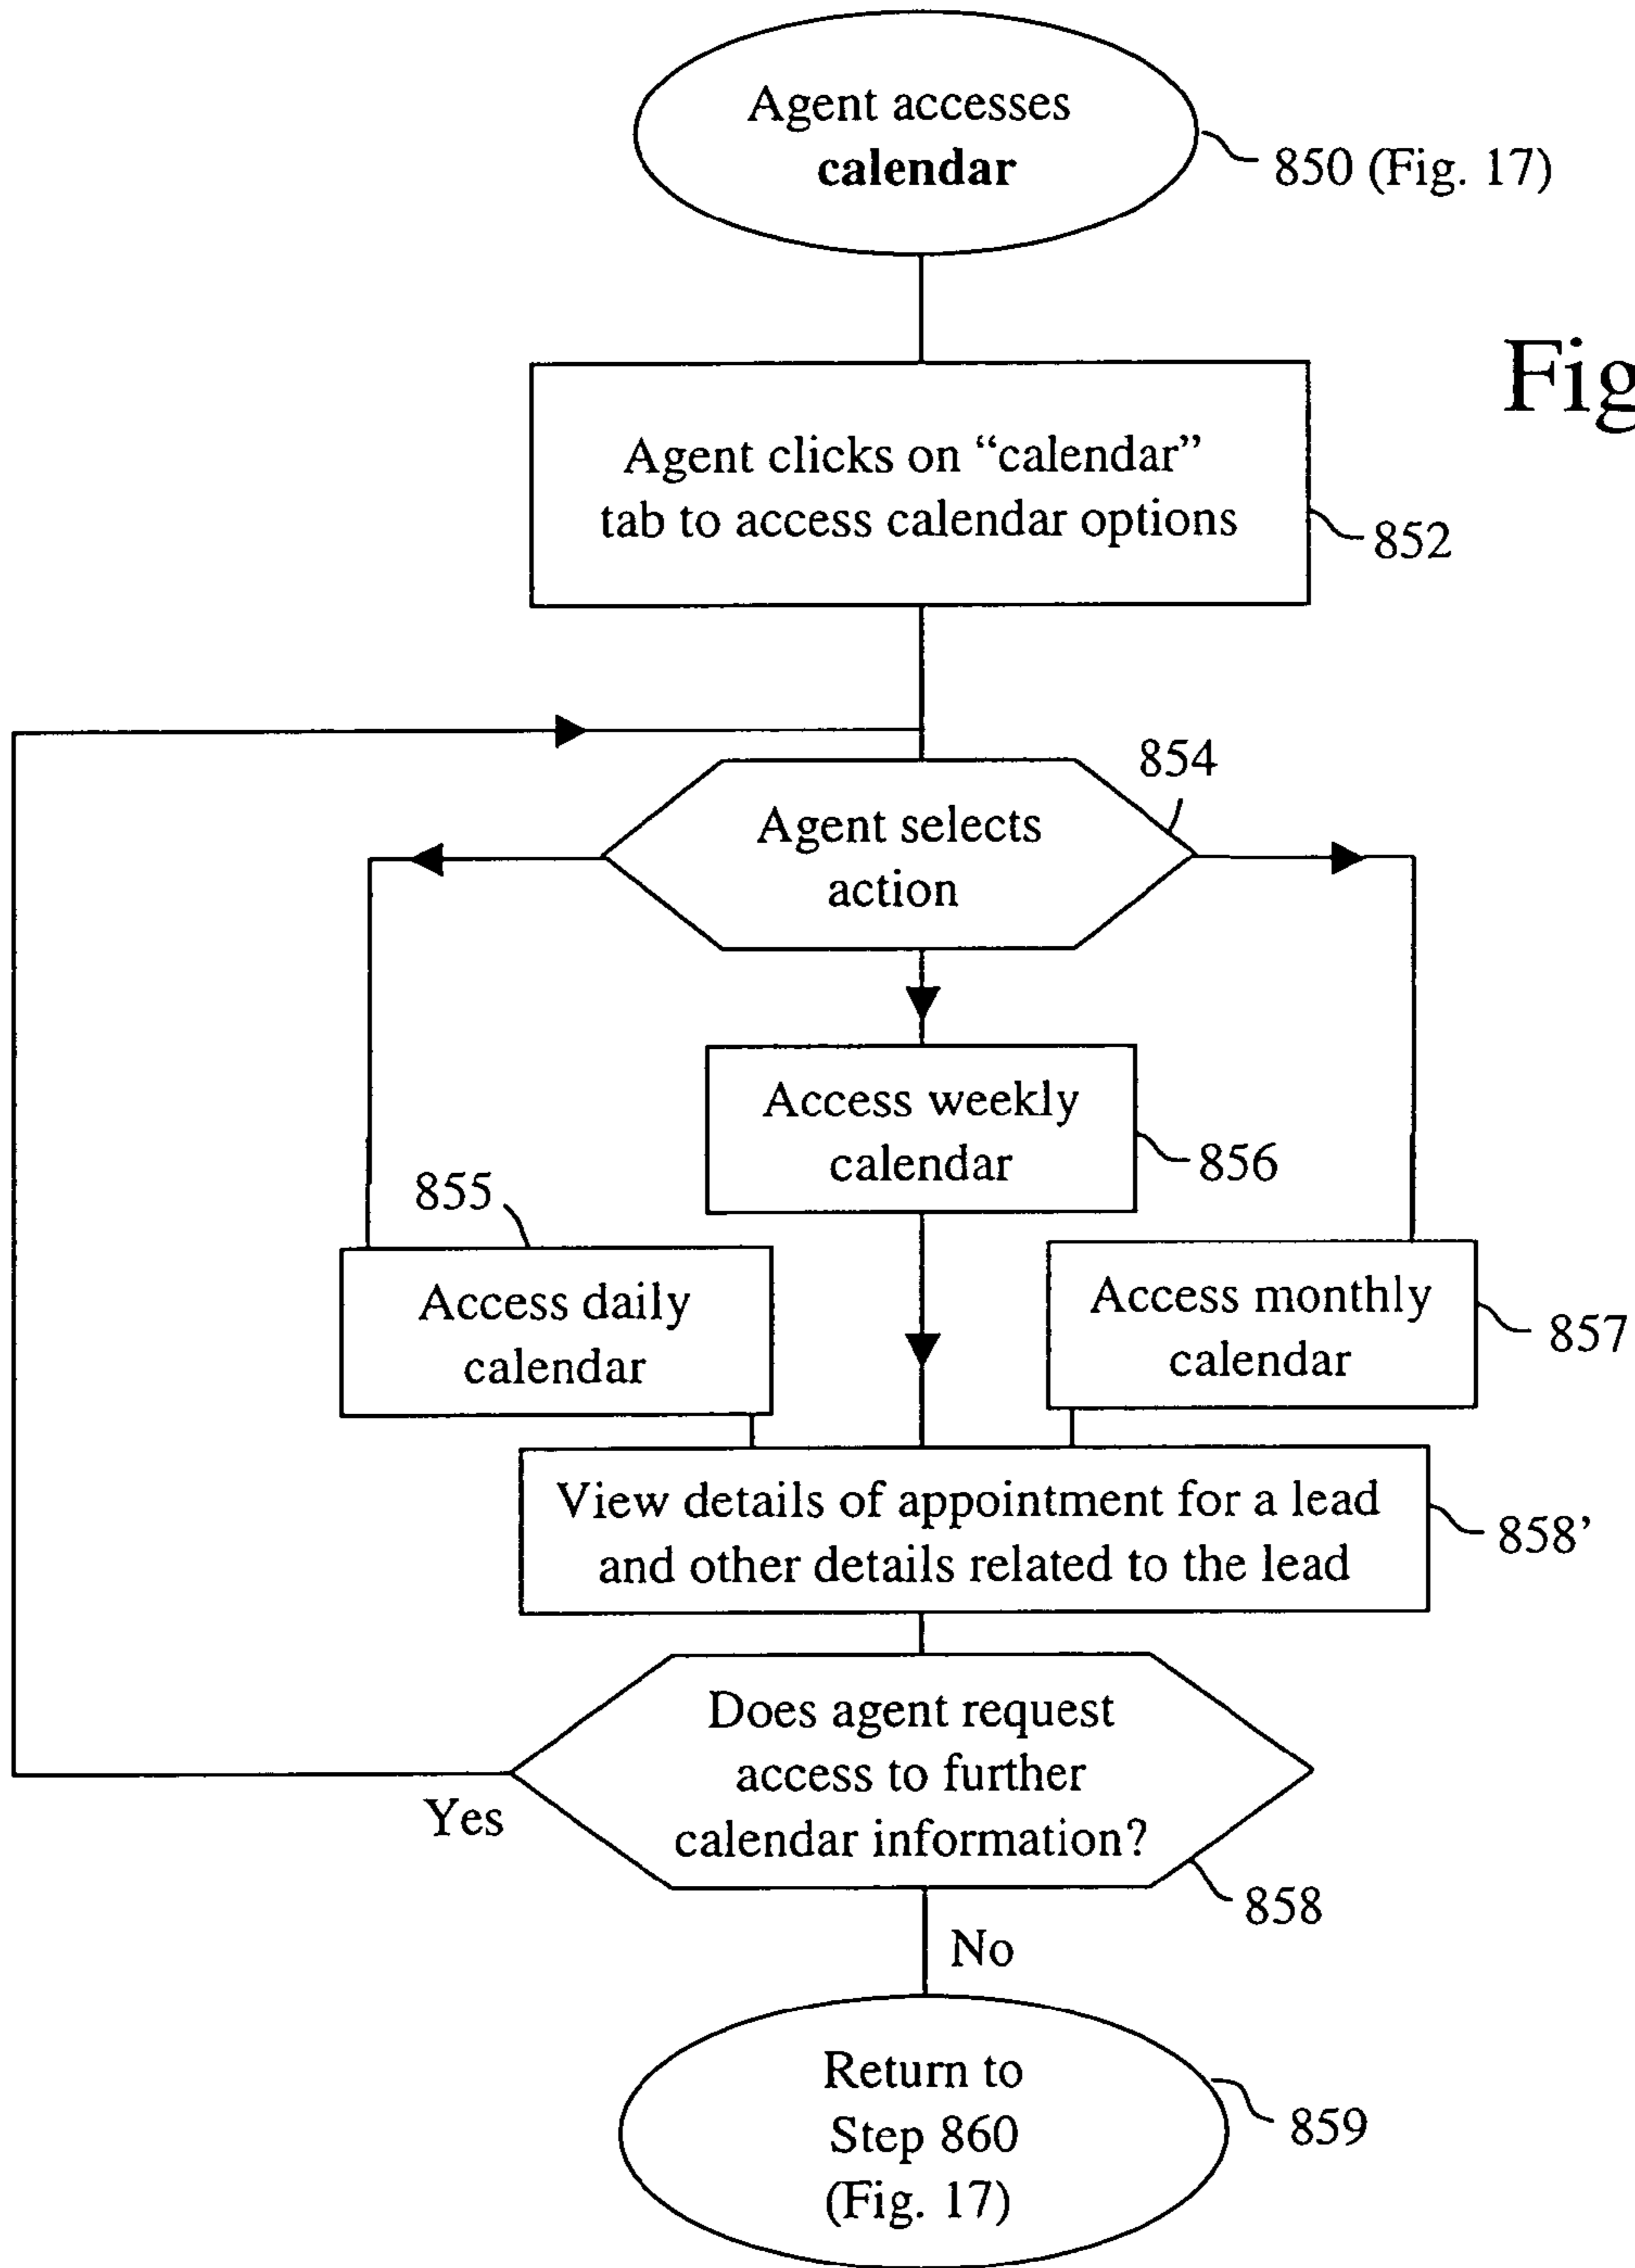 Agent accesses
calendar
850 (Fig. 17)
Fig
Agent clicks on “calendar”
tab to access calendar options
852
854
Agent selects
action
Access weekly
calendar
856
855
Access daily
calendar
Access monthly
calendar
857
View details of appointment for a lead
and other details related to the lead
858’
Does agent request
access to further
calendar information?
Yes
858
No
Return to
Step 860
(Fig. 17)
859